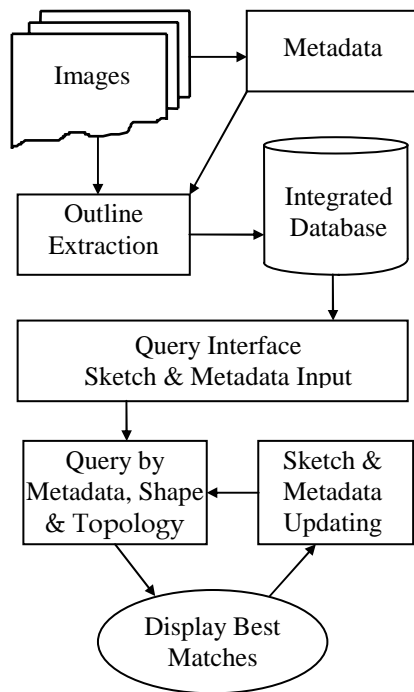 Images
Metadata
Outline
Extraction
Integrated
Database
Query Interface
Sketch & Metadata Input
Query by
Metadata, Shape
& Topology
Sketch &
Metadata
Updating
Display Best
Matches